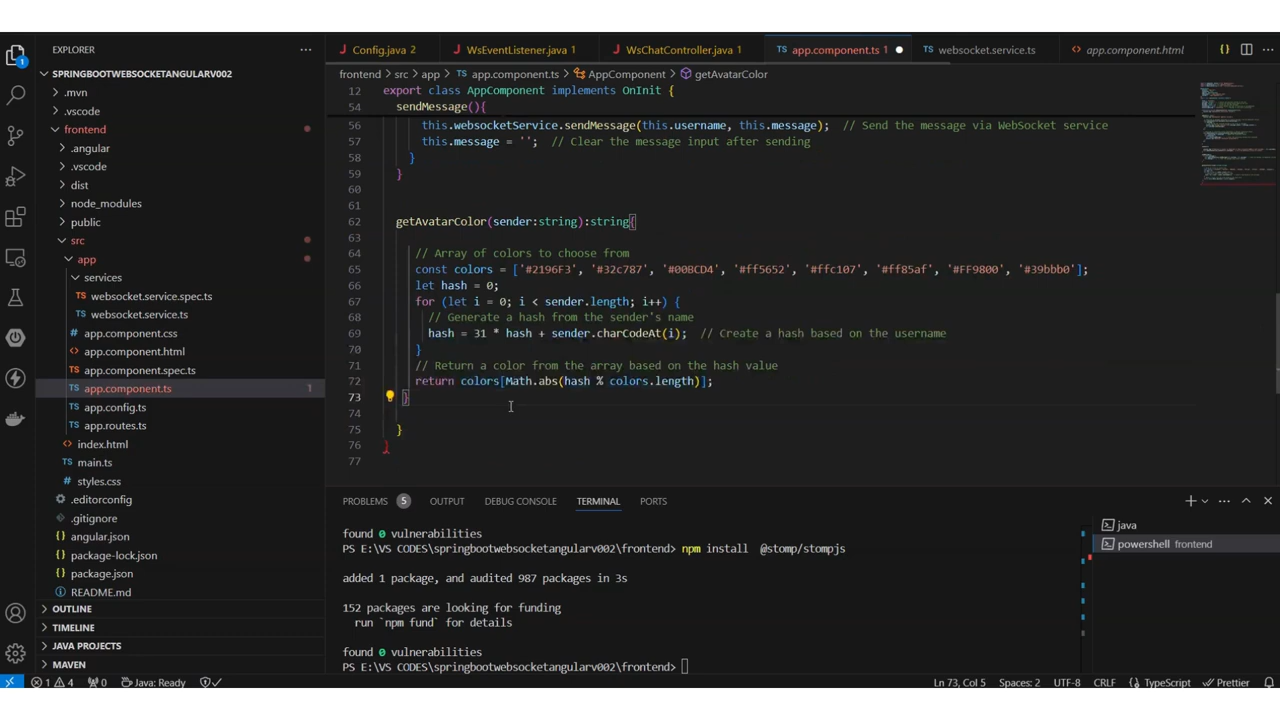 EXPLORER
SPRINGBOOTWEBSOCKETANGULARV002
.mvn
.vscode
frontend
.angular
.vscode
dist
node_modules
public
src
app
services
websocket.service.spec.ts
websocket.service.ts
app.component.css
app.component.html
app.component.spec.ts
app.component.ts 1
app.config.ts
app.routes.ts
index.html
main.ts
styles.css
.editorconfig
.gitignore
angular.json
package-lock.json
package.json
README.md
OUTLINE
TIMELINE
JAVA PROJECTS
MAVEN
Config.java 2 WsEventListener.java 1 WsChatController.java 1 app.component.ts 1 websocket.service.ts app.component.html
frontend > src > app > app.component.ts > AppComponent > getAvatarColor
12 export class AppComponent implements OnInit {
54 sendMessage(){
56 this.websocketService.sendMessage(this.username, this.message); // Send the message via WebSocket service
57 this.message = ''; // Clear the message input after sending
58 }
59 }
60
61
62 getAvatarColor(sender:string):string{
63
64 // Array of colors to choose from
65 const colors = ['#2196F3', '#32c787', '#00BCD4', '#ff5652', '#ffc107', '#ff85af', '#FF9800', '#39bbb0'];
66 let hash = 0;
67 for (let i = 0; i < sender.length; i++) {
68 // Generate a hash from the sender's name
69 hash = 31 * hash + sender.charCodeAt(i); // Create a hash based on the username
70 }
71 // Return a color from the array based on the hash value
72 return colors[Math.abs(hash % colors.length)];
73 }
74
75 }
76 }
77
PROBLEMS 5 OUTPUT DEBUG CONSOLE TERMINAL PORTS
found 0 vulnerabilities
PS E:\VS CODES\springbootwebsocketangularv002\frontend> npm install  @stomp/stompjs
added 1 package, and audited 987 packages in 3s
152 packages are looking for funding
run `npm fund` for details
found 0 vulnerabilities
PS E:\VS CODES\springbootwebsocketangularv002\frontend>
java
powershell frontend
1 4 0 Java: Ready Ln 73, Col 5 Spaces: 2 UTF-8 CRLF TypeScript Prettier